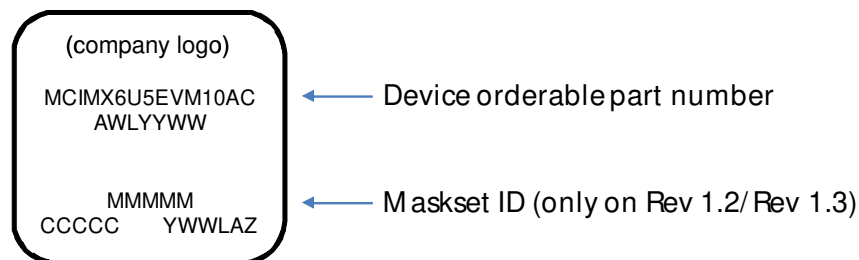 (company logo)
MCIMX6U5EVM10AC
Device orderable part number
AWLYYWW
MMMMM
Maskset ID (only on Rev 1.2/Rev 1.3)
CCCCC YWWLAZ